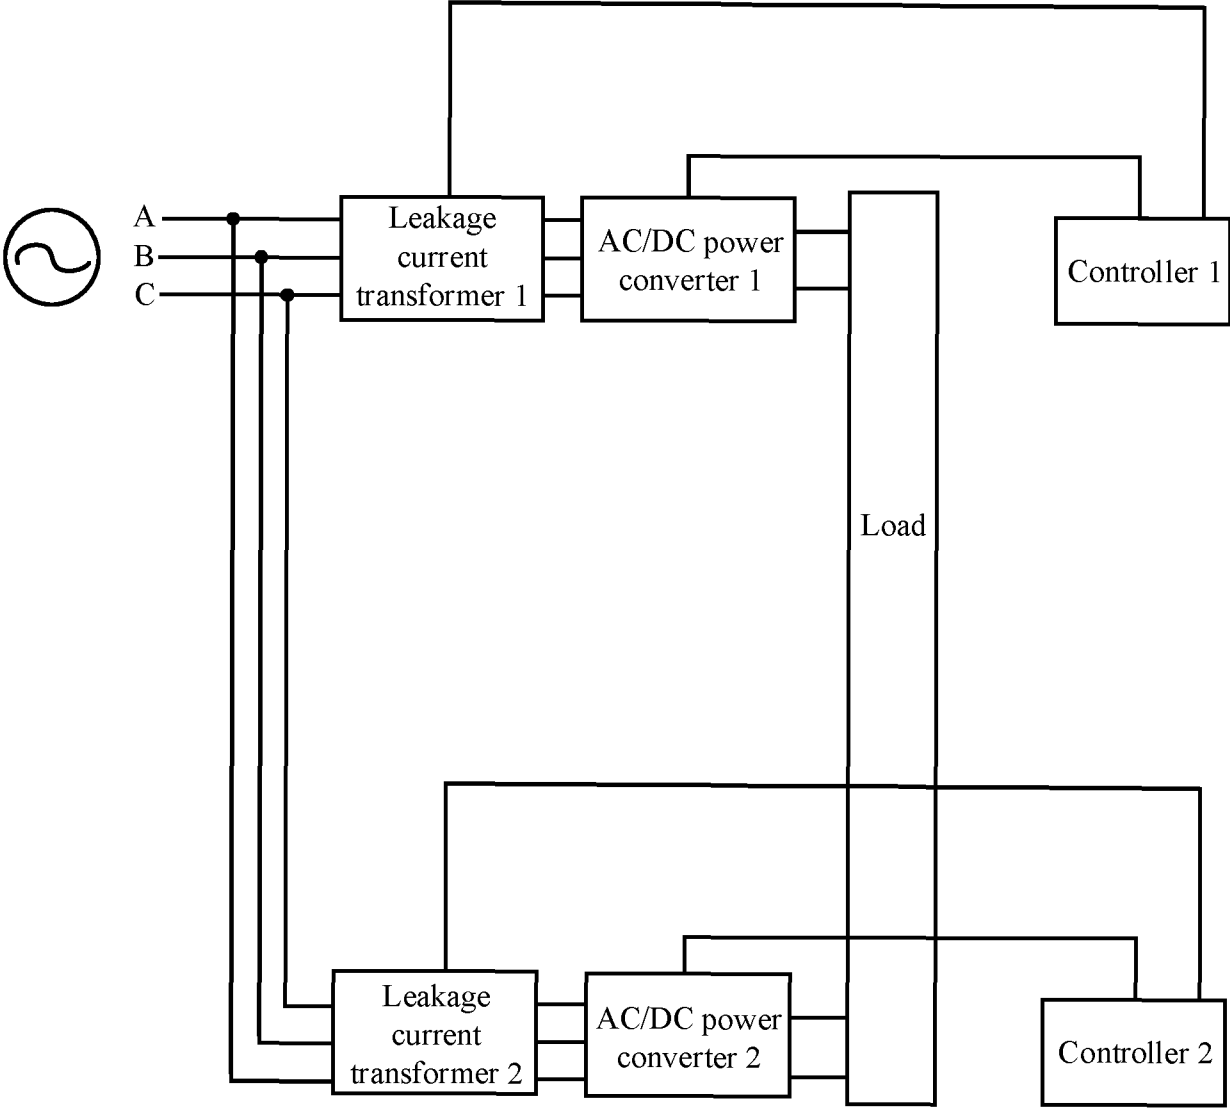 A
B
C
Leakage
current
transformer 1
AC/DC power
converter 1
Controller 1
Load
Leakage
current
transformer 2
AC/DC power
converter 2
Controller 2